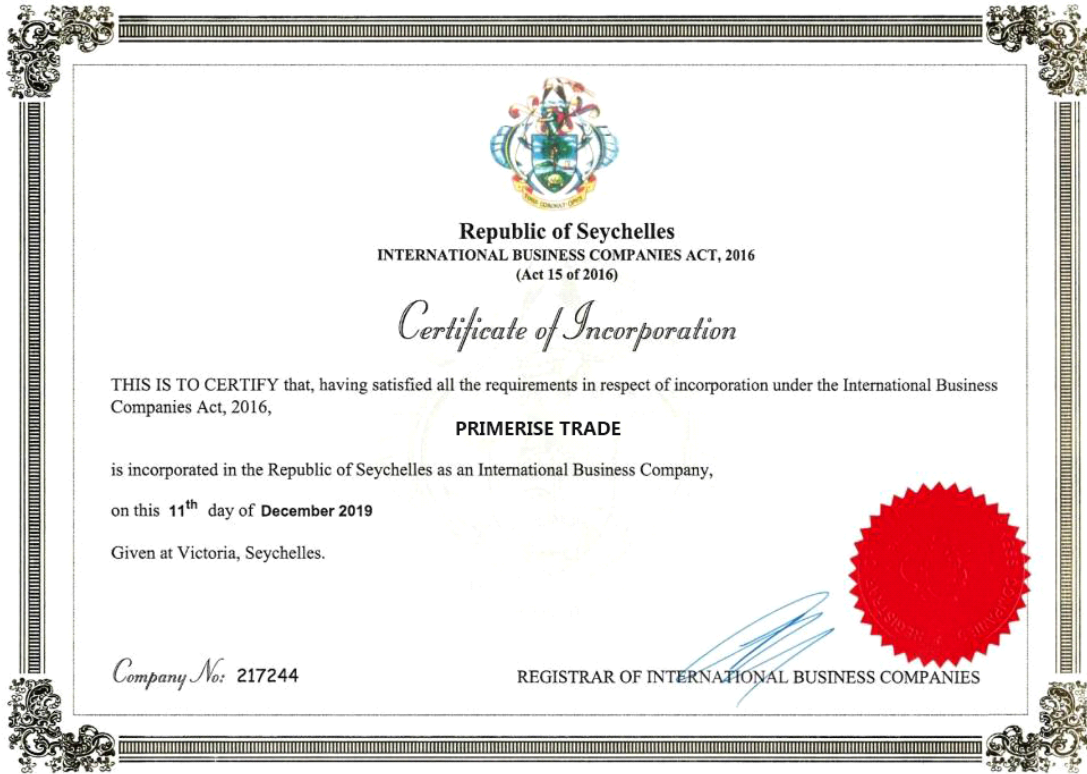 Republic of Seychelles
INTERNATIONAL BUSINESS COMPANIES ACT, 2016
(Act 15 of 2016)
Certificate of Incorporation
THIS IS TO CERTIFY that, having satisfied all the requirements in respect of incorporation under the International Business
Companies Act, 2016,
PRIMERISE TRADE
is incorporated in the Republic of Seychelles as an International Business Company,
on this 11th day of December 2019
Given at Victoria, Seychelles.
Company No: 217244
REGISTRAR OF INTERNATIONAL BUSINESS COMPANIES